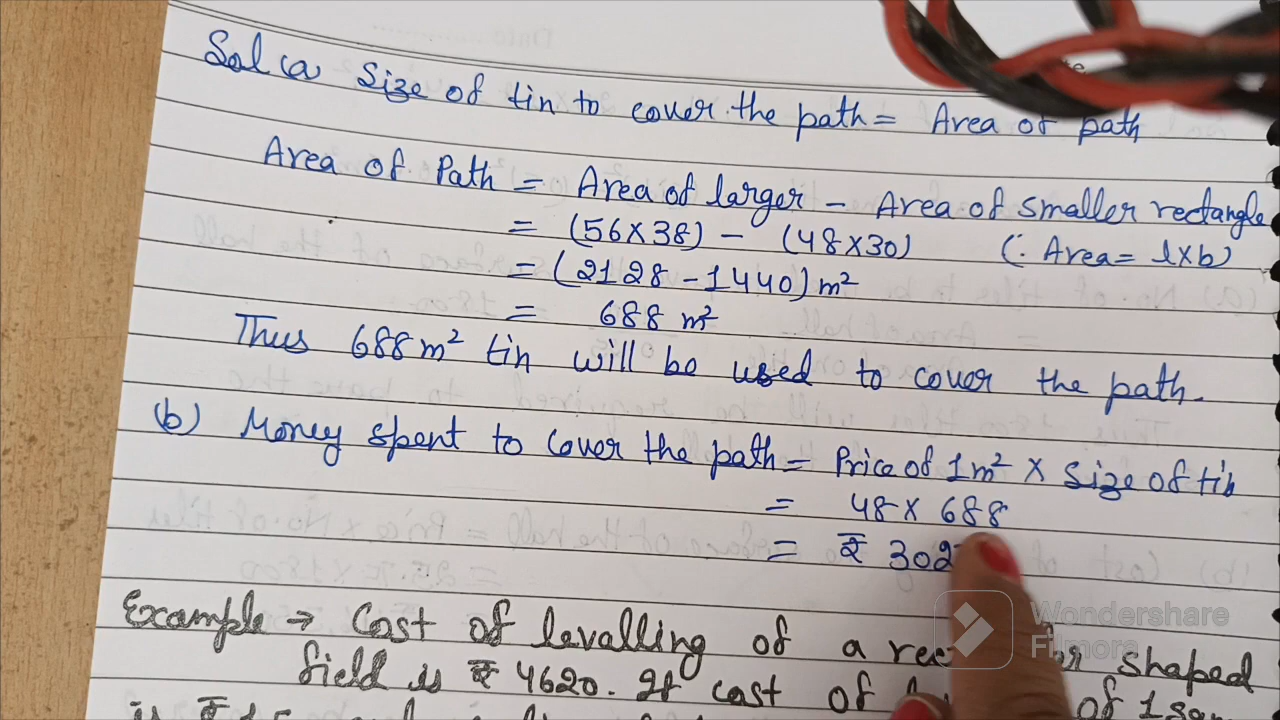 Sol (a) Size of tin to cover the path = Area of path
Area of Path = Area of larger - Area of smaller rectangle
= (56×38) - (48×30) (∵ Area = l×b)
= (2128-1440) m²
= 688 m²
Thus 688 m² tin will be used to cover the path.
(b) Money spent to cover the path = Price of 1m² × Size of tin
= 48 × 688
= ₹ 302
Example → Cost of levalling of a shaped
field is ₹ 4620. If cost of of 1
Wondershare
Filmora